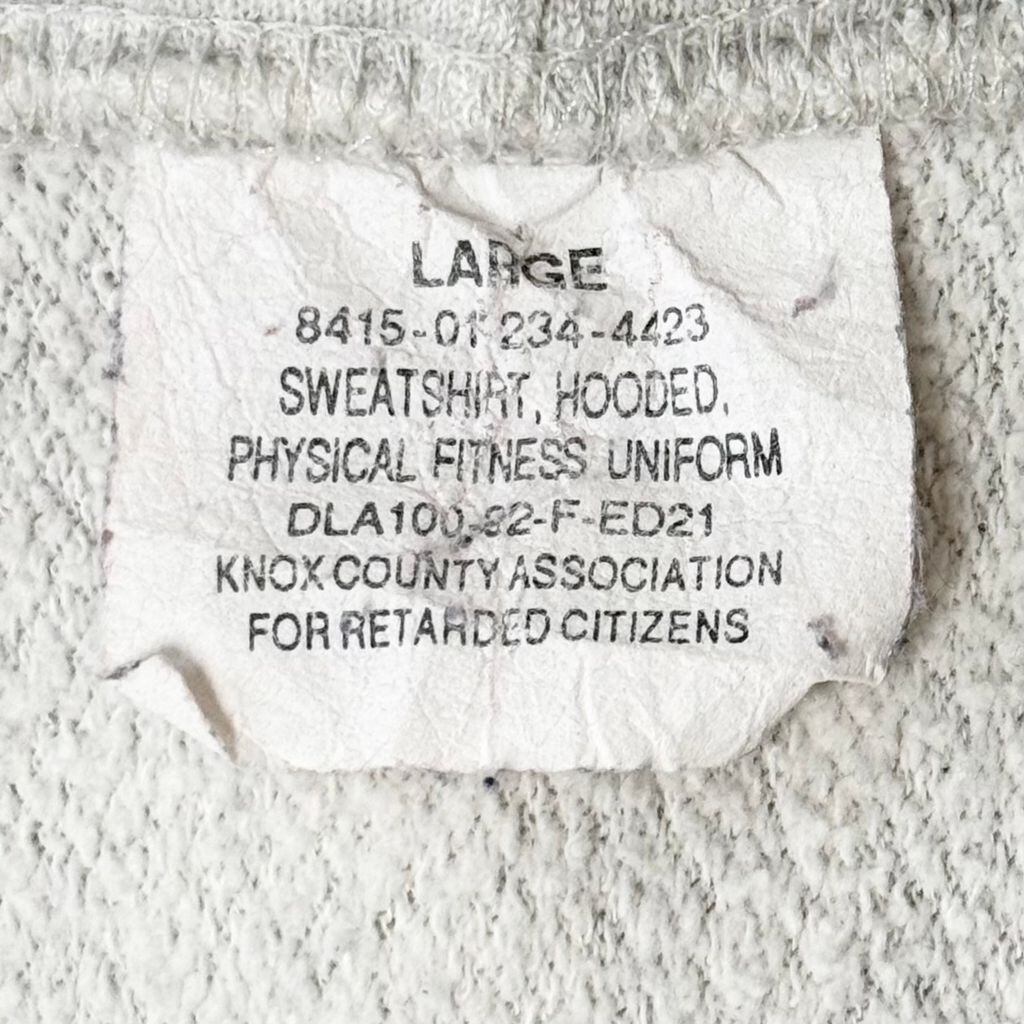 LARGE
8415-01-234-4423
SWEATSHIRT, HOODED,
PHYSICAL FITNESS UNIFORM
DLA100-92-F-ED21
KNOX COUNTY ASSOCIATION
FOR RETARDED CITIZENS